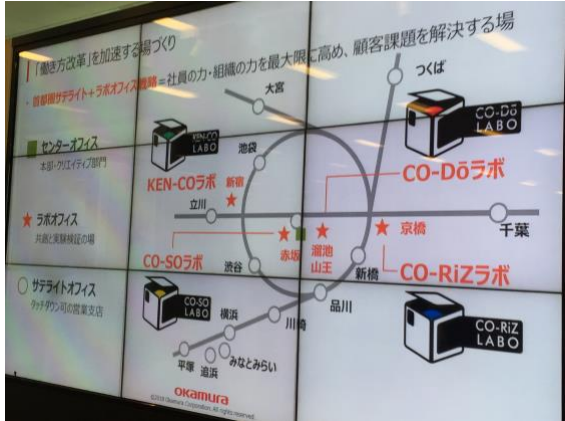 「働き方改革」を加速する場づくり
・首都圏サテライト+ラボオフィス戦略=社員の力・組織の力を最大限に高め、顧客課題を解決する場
つくば
大宮
CO-Dō
LABO
センターオフィス
本部・クリエイティブ部門
KEN-CO
LABO
池袋
KEN-COラボ
新宿
CO-Dōラボ
立川
ラボオフィス
共創と実験検証の場
京橋
千葉
赤坂
溜池
山王
CO-SOラボ
渋谷
新橋
CO-RiZラボ
サテライトオフィス
タッチダウン可の営業支店
CO-SO
LABO
品川
川崎
横浜
CO-RiZ
LABO
みなとみらい
平塚
追浜
okamura
©2018 Okamura Corporation. All rights reserved.